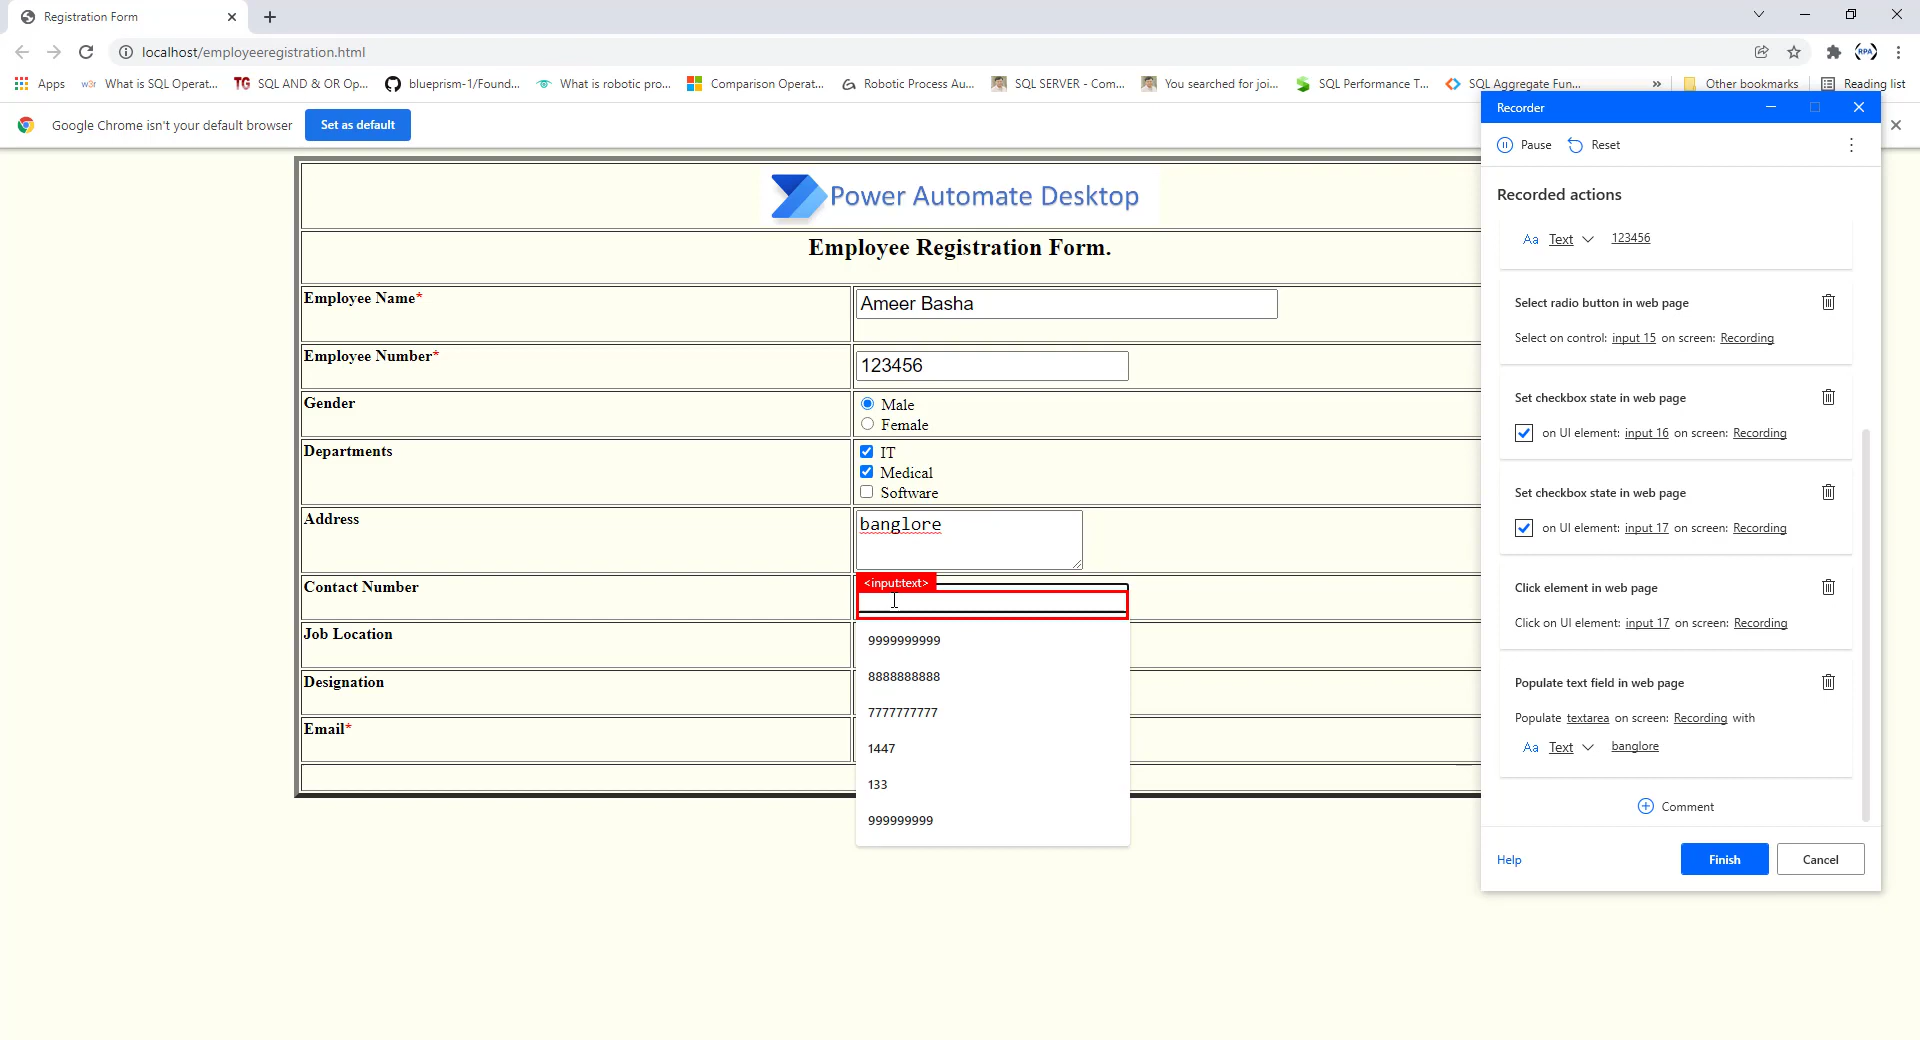 Registration Form
localhost/employeeregistration.html
(RPA)
Apps
w3r What is SQL Operat...
TG SQL AND & OR Op...
blueprism-1/Found...
What is robotic pro...
Comparison Operat...
Robotic Process Au...
SQL SERVER - Com...
You searched for joi...
SQL Performance T...
SQL Aggregate Fun...
»
Other bookmarks
Reading list
Google Chrome isn't your default browser
Set as default
Power Automate Desktop
Employee Registration Form.
Employee Name*
Ameer Basha
Employee Number*
123456
Gender
Male
Female
Departments
IT
Medical
Software
Address
banglore
Contact Number
<input:text>
9999999999
8888888888
7777777777
1447
133
999999999
Job Location
Designation
Email*
Recorder
Pause
Reset
Recorded actions
Aa Text 123456
Select radio button in web page
Select on control: input 15 on screen: Recording
Set checkbox state in web page
on UI element: input 16 on screen: Recording
Set checkbox state in web page
on UI element: input 17 on screen: Recording
Click element in web page
Click on UI element: input 17 on screen: Recording
Populate text field in web page
Populate textarea on screen: Recording with
Aa Text banglore
Comment
Help
Finish
Cancel